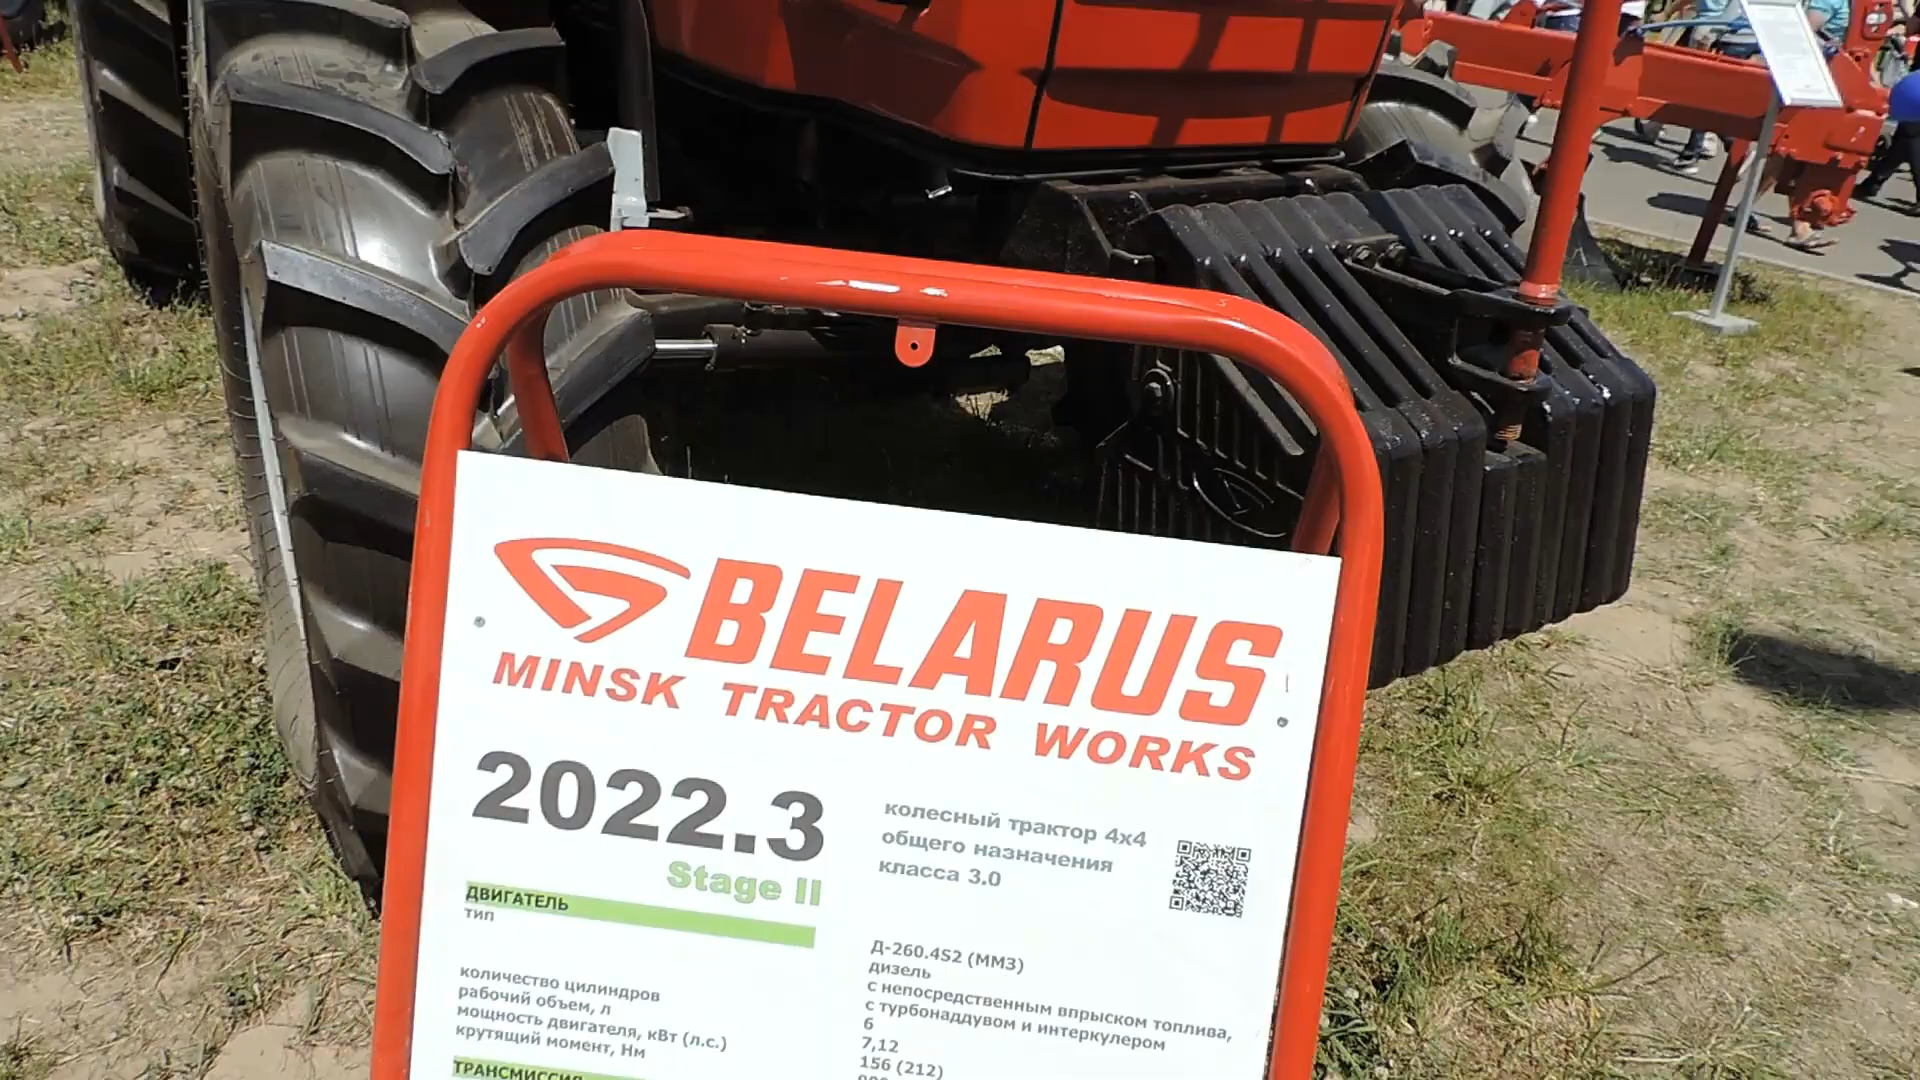 BELARUS
MINSK TRACTOR WORKS
2022.3
Stage II
колесный трактор 4х4
общего назначения
класса 3.0
ДВИГАТЕЛЬ
тип
Д-260.4S2 (ММЗ)
дизель
с непосредственным впрыском топлива,
с турбонаддувом и интеркулером
количество цилиндров
6
рабочий объем, л
7,12
мощность двигателя, кВт (л.с.)
156 (212)
крутящий момент, Нм
ТРАНСМИССИЯ